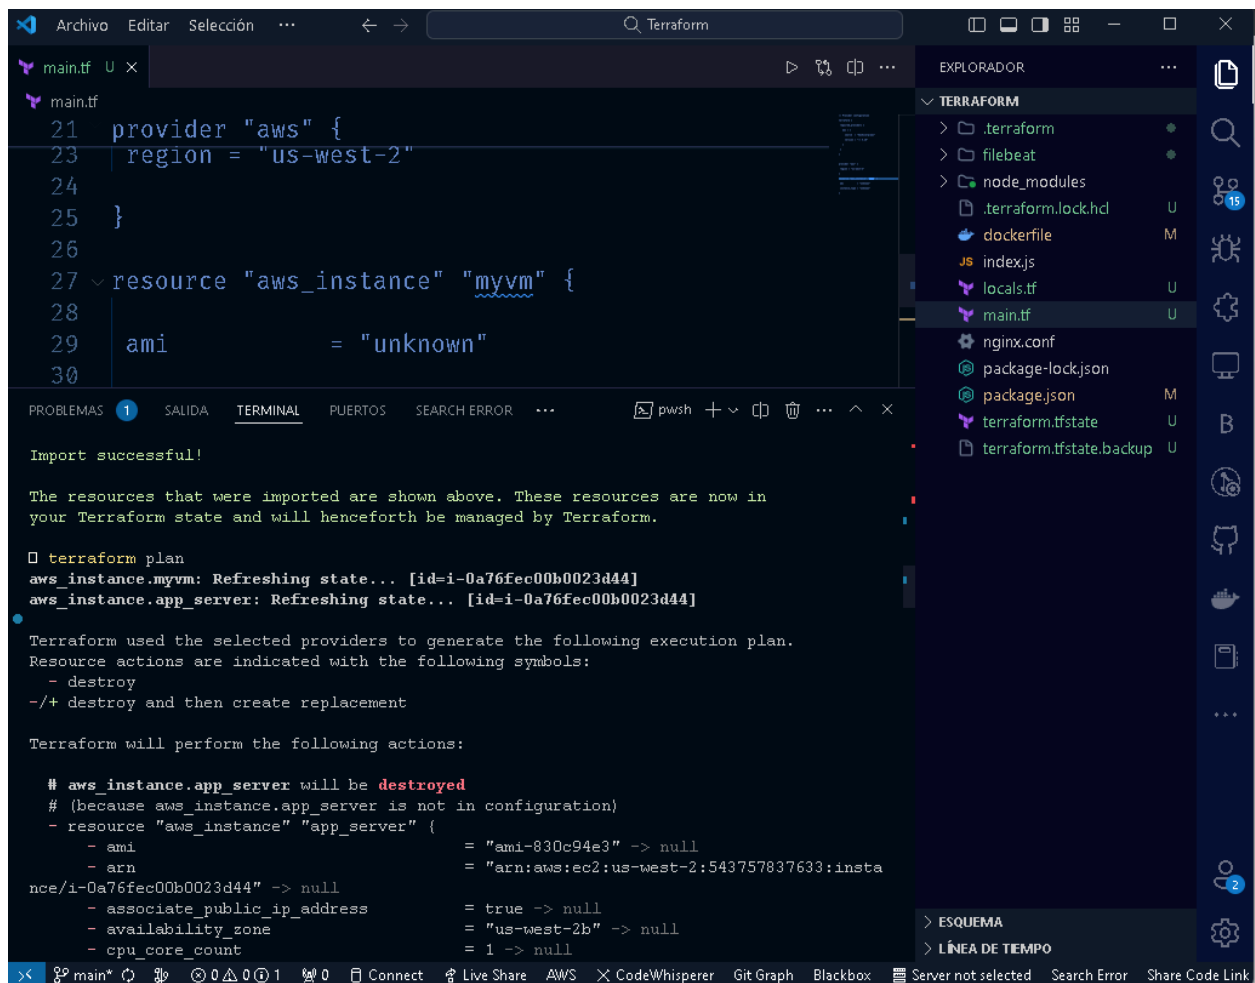 Archivo Editar Selección ··· Terraform
main.tf U
main.tf
21 provider "aws" {
23 region = "us-west-2"
24
25 }
26
27 resource "aws_instance" "myvm" {
28
29 ami = "unknown"
30
PROBLEMAS 1 SALIDA TERMINAL PUERTOS SEARCH ERROR ··· pwsh
Import successful!
The resources that were imported are shown above. These resources are now in
your Terraform state and will henceforth be managed by Terraform.
terraform plan
aws_instance.myvm: Refreshing state... [id=i-0a76fec00b0023d44]
aws_instance.app_server: Refreshing state... [id=i-0a76fec00b0023d44]
Terraform used the selected providers to generate the following execution plan.
Resource actions are indicated with the following symbols:
- destroy
-/+ destroy and then create replacement
Terraform will perform the following actions:
# aws_instance.app_server will be destroyed
# (because aws_instance.app_server is not in configuration)
- resource "aws_instance" "app_server" {
- ami = "ami-830c94e3" -> null
- arn = "arn:aws:ec2:us-west-2:543757837633:insta
nce/i-0a76fec00b0023d44" -> null
- associate_public_ip_address = true -> null
- availability_zone = "us-west-2b" -> null
- cpu_core_count = 1 -> null
EXPLORADOR ···
TERRAFORM
.terraform
filebeat
node_modules
.terraform.lock.hcl U
dockerfile M
JS index.js
locals.tf U
main.tf U
nginx.conf
package-lock.json
package.json M
terraform.tfstate U
terraform.tfstate.backup U
ESQUEMA
LÍNEA DE TIEMPO
15
B
2
main* 0 0 0 1 0 Connect Live Share AWS CodeWhisperer Git Graph Blackbox Server not selected Search Error Share Code Link